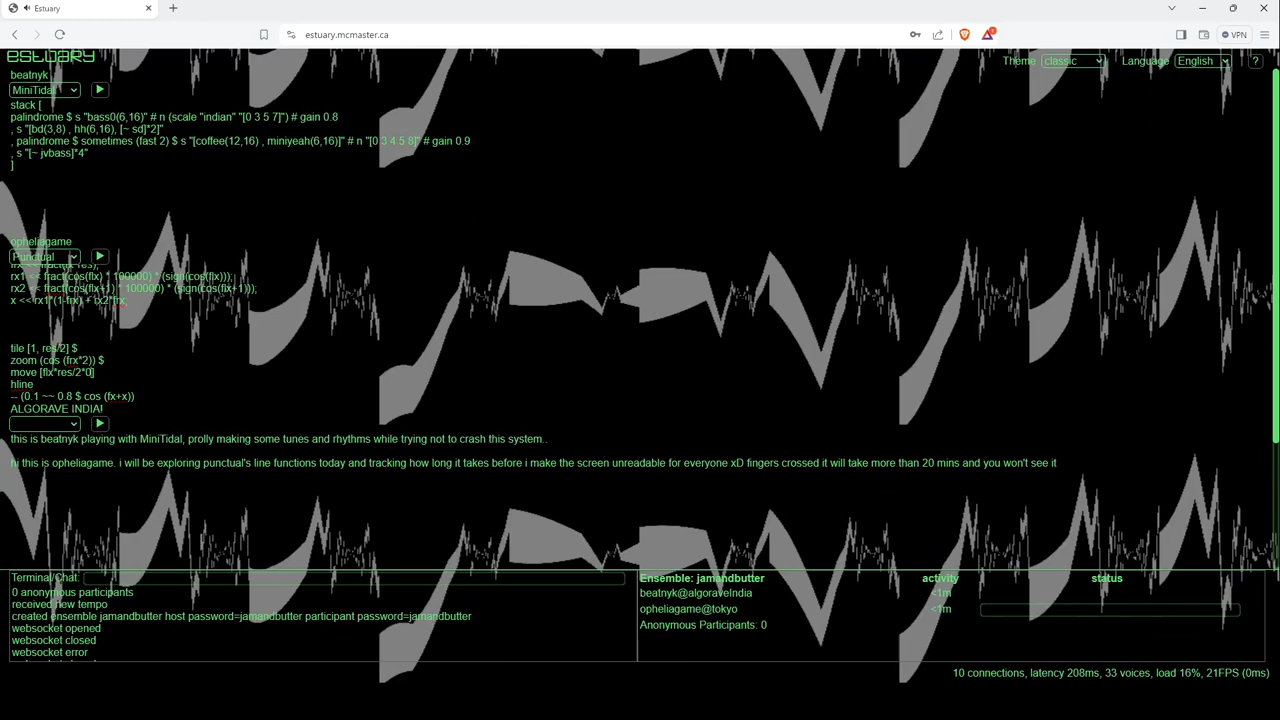 Estuary
estuary.mcmaster.ca
VPN
estuary
Theme classic Language English ?
beatnyk
MiniTidal
stack [
palindrome $ s "bass0(6,16)" # n (scale "indian" "[0 3 5 7]") # gain 0.8
, s "[bd(3,8) , hh(6,16), [~ sd]*2]"
, palindrome $ sometimes (fast 2) $ s "[coffee(12,16) , miniyeah(6,16)]" # n "[0 3 4 5 8]" # gain 0.9
, s "[~ jvbass]*4"
]
opheliagame
Punctual
rx1 << fract(cos(flx) * 100000) * (sign(cos(flx)));
rx2 << fract(cos(flx+1) * 100000) * (sign(cos(flx+1)));
x << rx1*(1-frx) + rx2*frx;
tile [1, res/2] $
zoom (cos (frx*2)) $
move [flx*res/2*0]
hline
-- (0.1 ~~ 0.8 $ cos (fx+x))
ALGORAVE INDIA!
this is beatnyk playing with MiniTidal, prolly making some tunes and rhythms while trying not to crash this system..
hi this is opheliagame. i will be exploring punctual's line functions today and tracking how long it takes before i make the screen unreadable for everyone xD fingers crossed it will take more than 20 mins and you won't see it
Terminal/Chat:
0 anonymous participants
received new tempo
created ensemble jamandbutter host password=jamandbutter participant password=jamandbutter
websocket opened
websocket closed
websocket error
Ensemble: jamandbutter activity status
beatnyk@algoraveIndia <1m
opheliagame@tokyo <1m
Anonymous Participants: 0
10 connections, latency 208ms, 33 voices, load 16%, 21FPS (0ms)